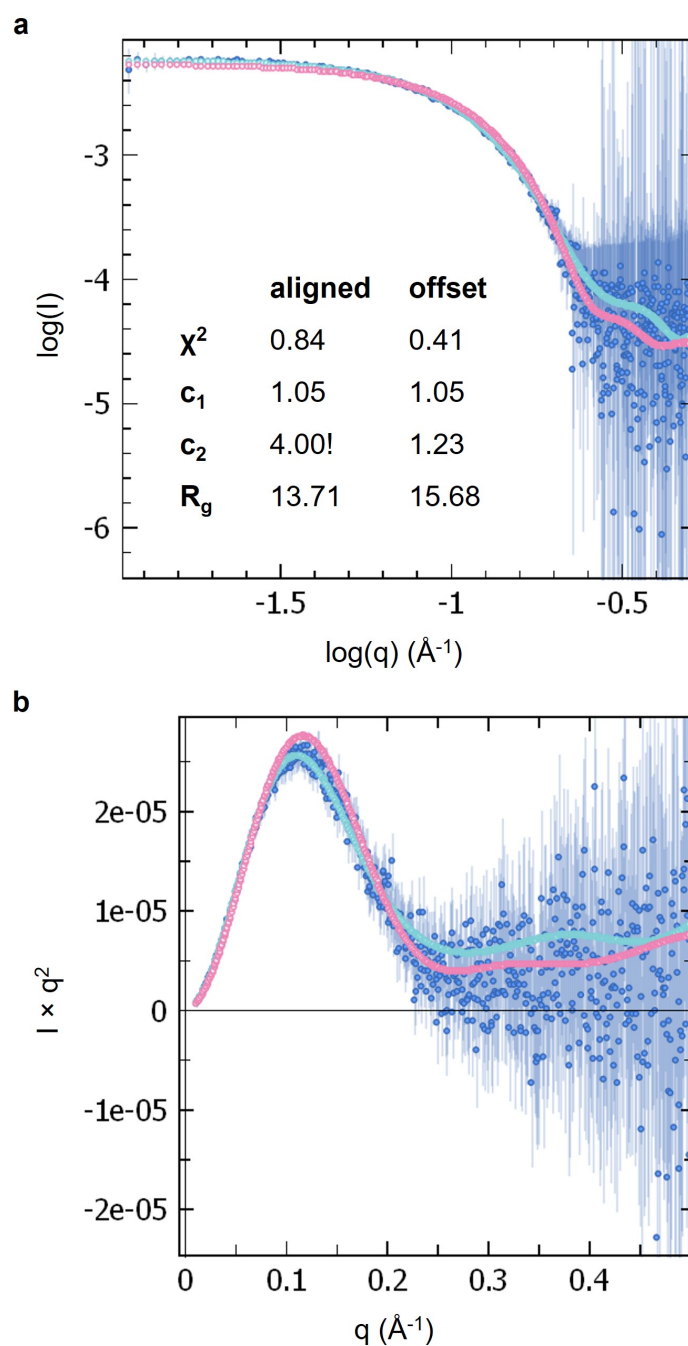 a
-3
-4
-5
-6
log(I)
aligned offset
χ² 0.84 0.41
c₁ 1.05 1.05
c₂ 4.00! 1.23
Rg 13.71 15.68
-1.5 -1 -0.5
log(q) (Å⁻¹)
b
2e-05
1e-05
0
-1e-05
-2e-05
I × q²
0 0.1 0.2 0.3 0.4
q (Å⁻¹)